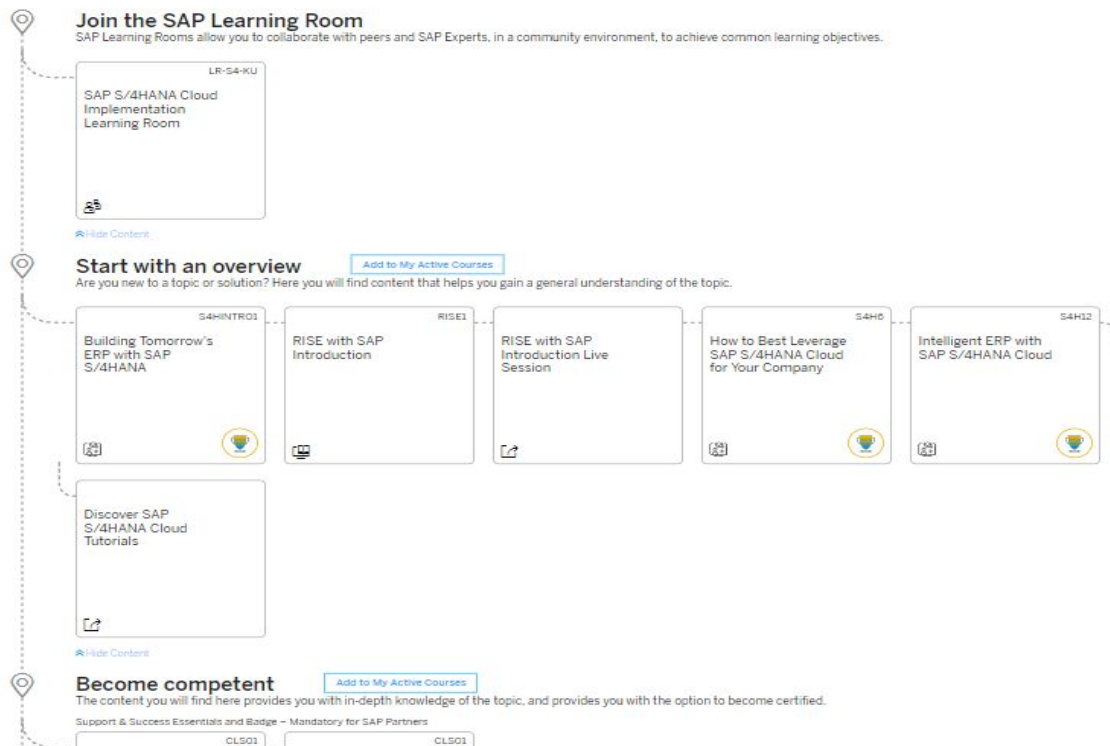 Join the SAP Learning Room
SAP Learning Rooms allow you to collaborate with peers and SAP Experts, in a community environment, to achieve common learning objectives.
LR-S4-KU
SAP S/4HANA Cloud
Implementation
Learning Room
Hide Content
Start with an overview
Add to My Active Courses
Are you new to a topic or solution? Here you will find content that helps you gain a general understanding of the topic.
S4HINTRO1
Building Tomorrow's
ERP with SAP
S/4HANA
RISE1
RISE with SAP
Introduction
RISE with SAP
Introduction Live
Session
S4H6
How to Best Leverage
SAP S/4HANA Cloud
for Your Company
S4H12
Intelligent ERP with
SAP S/4HANA Cloud
Discover SAP
S/4HANA Cloud
Tutorials
Hide Content
Become competent
Add to My Active Courses
The content you will find here provides you with in-depth knowledge of the topic, and provides you with the option to become certified.
Support & Success Essentials and Badge – Mandatory for SAP Partners
CLS01
CLS01